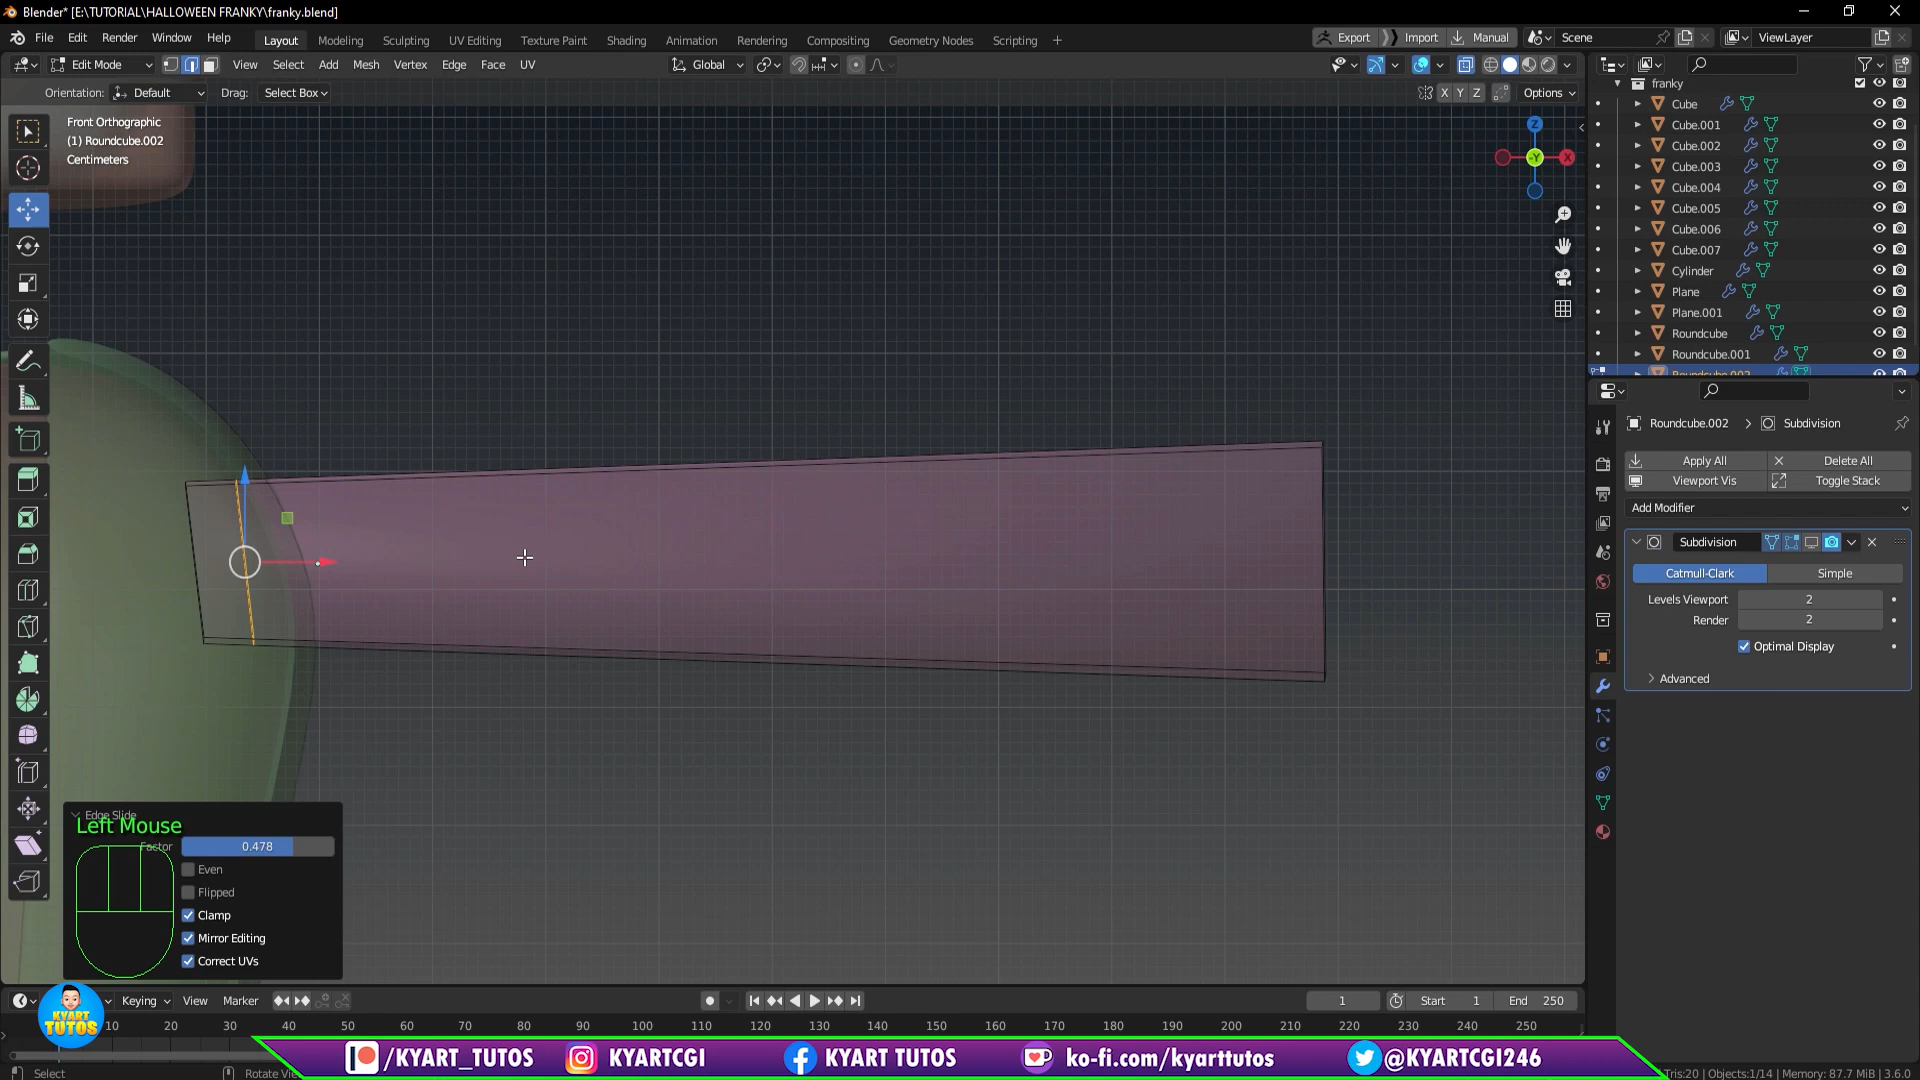 Blender* [E:\TUTORIAL\HALLOWEEN FRANKY\franky.blend]
File Edit Render Window Help
Layout Modeling Sculpting UV Editing Texture Paint Shading Animation Rendering Compositing Geometry Nodes Scripting +
Export Import Manual Scene ViewLayer
Edit Mode View Select Add Mesh Vertex Edge Face UV Global
Orientation: Default Drag: Select Box X Y Z Options
Front Orthographic
(1) Roundcube.002
Centimeters
Z
-Y
X
franky
Cube
Cube.001
Cube.002
Cube.003
Cube.004
Cube.005
Cube.006
Cube.007
Cylinder
Plane
Plane.001
Roundcube
Roundcube.001
Roundcube.002
Roundcube.002 > Subdivision
Apply All Delete All
Viewport Vis Toggle Stack
Add Modifier
Subdivision
Catmull-Clark Simple
Levels Viewport 2
Render 2
Optimal Display
Advanced
Edge Slide
Left Mouse
Factor 0.478
Even
Flipped
Clamp
Mirror Editing
Correct UVs
Keying View Marker 1 Start 1 End 250
KYART
TUTOS
10 20 30 40 50 60 70 80 90 100 110 120 130 140 150 160 170 180 190 200 210 220 230 240 250
/KYART_TUTOS KYARTCGI KYART TUTOS ko-fi.com/kyarttutos @KYARTCGI246
Select Rotate Vie Tris:20 | Objects:1/14 | Memory: 87.7 MiB | 3.6.0